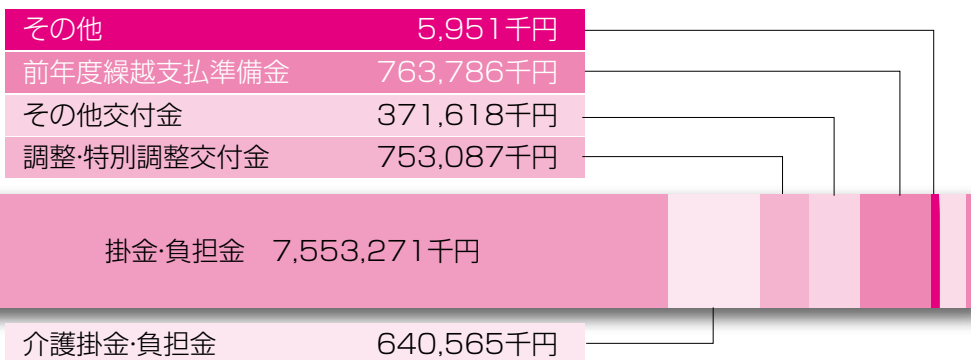 その他 5,951千円
前年度繰越支払準備金 763,786千円
その他交付金 371,618千円
調整・特別調整交付金 753,087千円
掛金・負担金 7,553,271千円
介護掛金・負担金 640,565千円